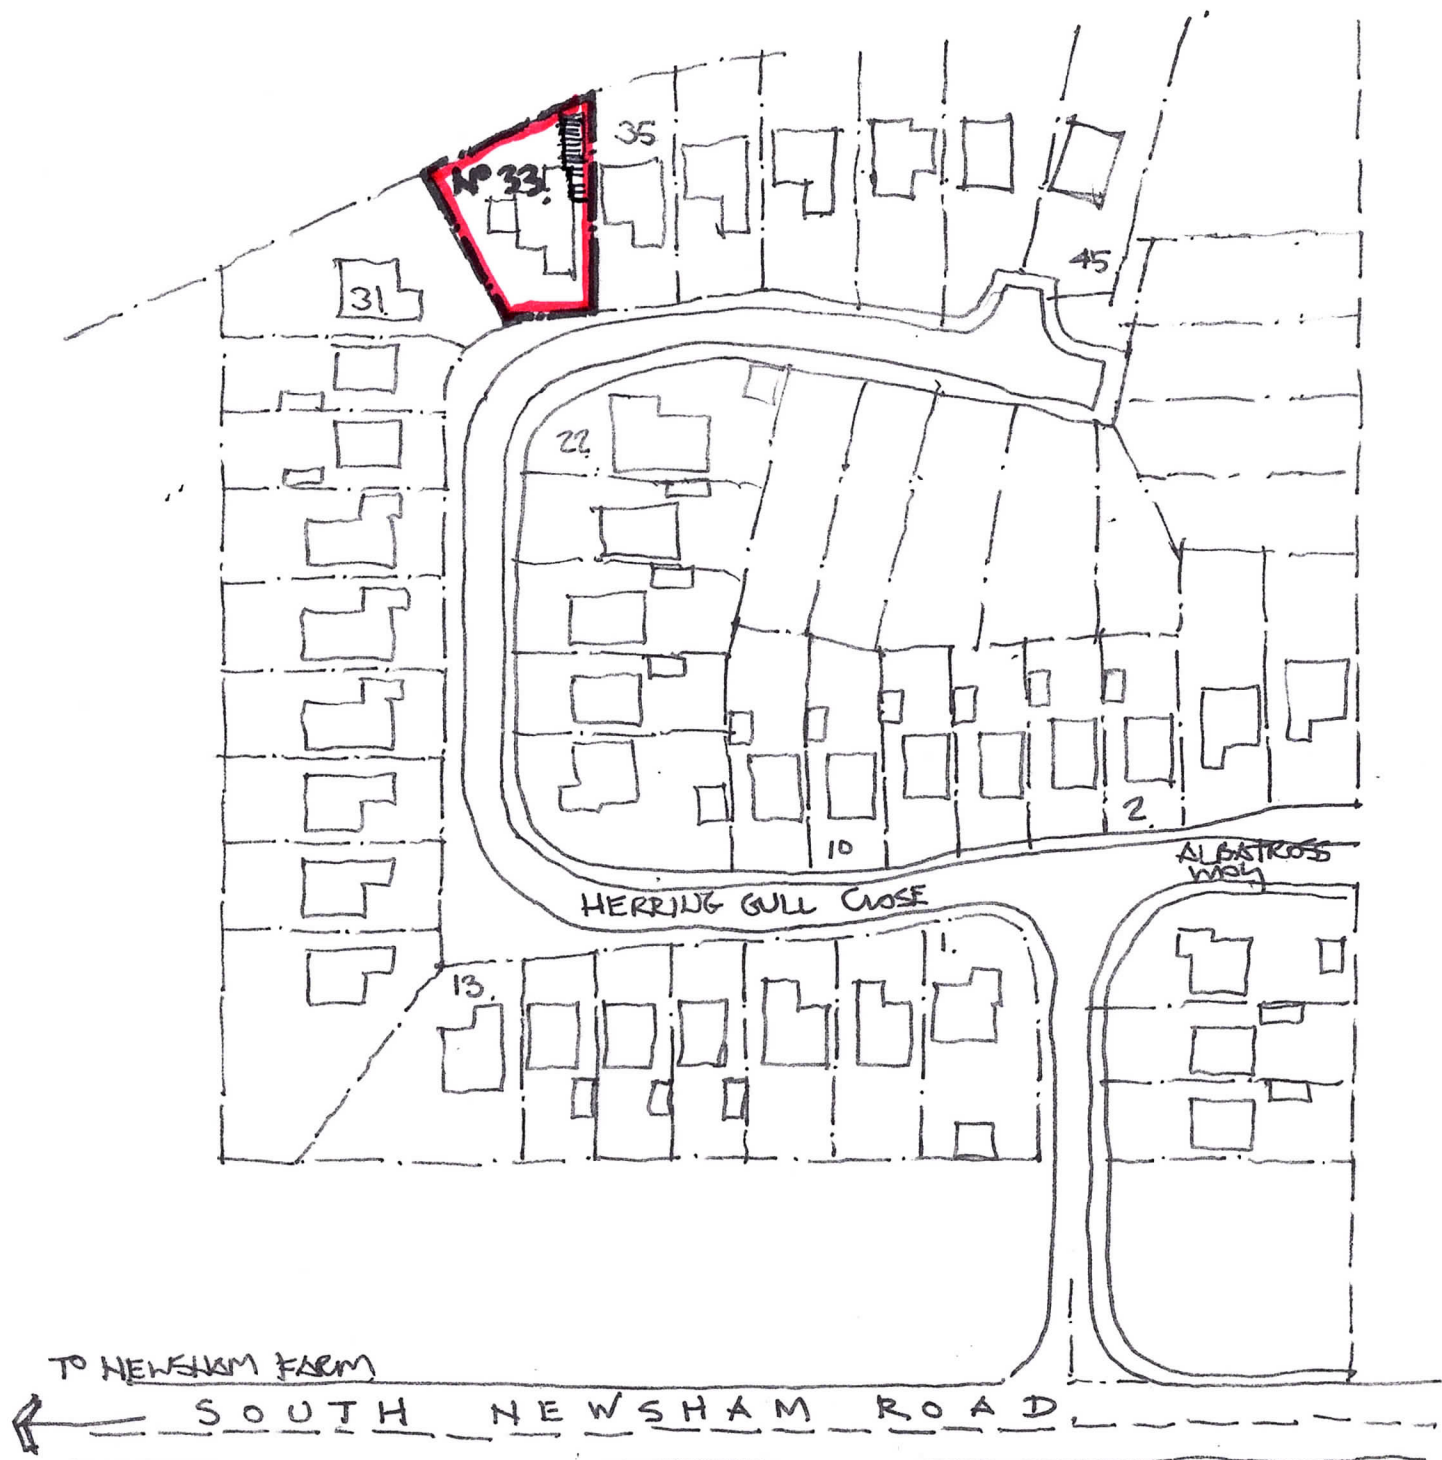 35
Nº 33.
45
31.
22.
2.
10
ALBATROSS
WAY
HERRING GULL CLOSE
1.
13.
TO NEWSHAM FARM
SOUTH NEWSHAM ROAD